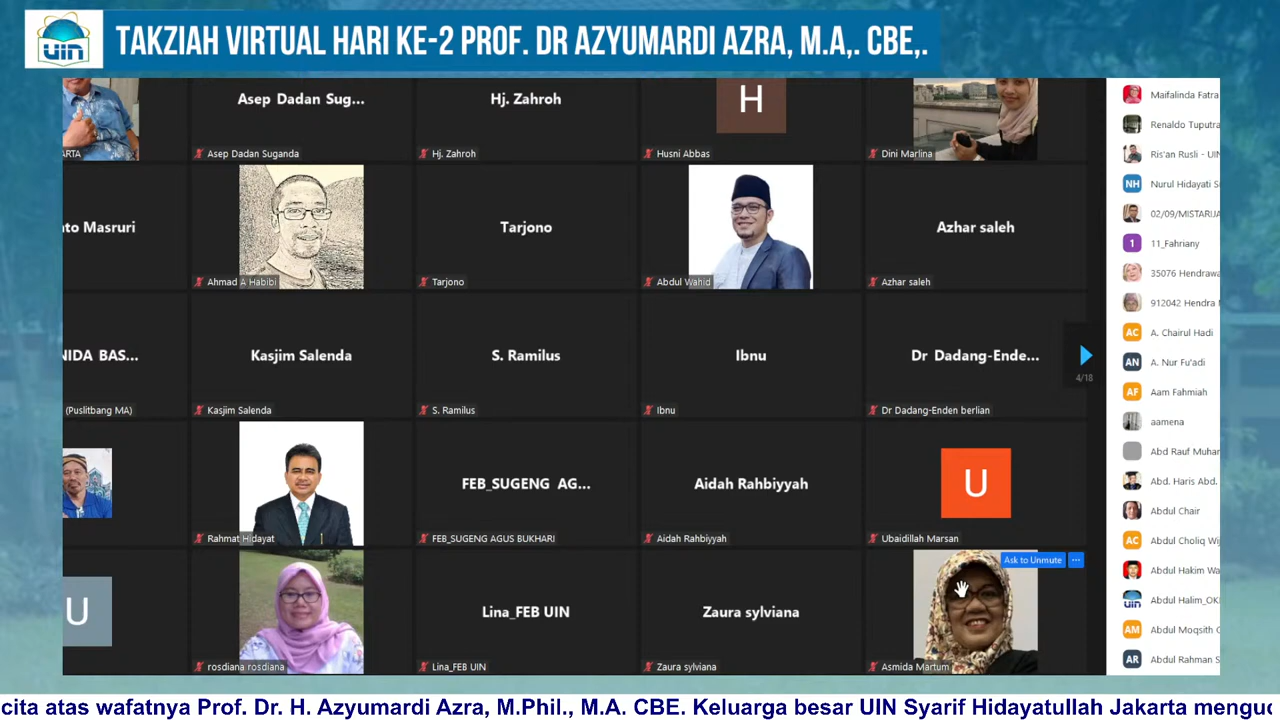 uin
TAKZIAH VIRTUAL HARI KE-2 PROF. DR AZYUMARDI AZRA, M.A,. CBE,.
ARTA
Asep Dadan Sug...
Asep Dadan Suganda
Hj. Zahroh
Hj. Zahroh
H
Husni Abbas
Dini Marlina
nto Masruri
Ahmad A Habibi
Tarjono
Tarjono
Abdul Wahid
Azhar saleh
Azhar saleh
NIDA BAS...
(Puslitbang MA)
Kasjim Salenda
Kasjim Salenda
S. Ramilus
S. Ramilus
Ibnu
Ibnu
Dr Dadang-Enden...
Dr Dadang-Enden berlian
4/18
Rahmat Hidayat
FEB_SUGENG AG...
FEB_SUGENG AGUS BUKHARI
Aidah Rahbiyyah
Aidah Rahbiyyah
U
Ubaidillah Marsan
U
rosdiana rosdiana
Lina_FEB UIN
Lina_FEB UIN
Zaura sylviana
Zaura sylviana
Ask to Unmute ...
Asmida Martum
Maifalinda Fatra
Renaldo Tuputra
Ris'an Rusli - UIN
NH Nurul Hidayati S
02/09/MISTARIJA
1 11_Fahriany
35076 Hendrawa
912042 Hendra
AC A. Chairul Hadi
AN A. Nur Fu'adi
AF Aam Fahmiah
aamena
Abd Rauf Muhar
Abd. Haris Abd.
Abdul Chair
AC Abdul Choliq Wi
Abdul Hakim Wa
uin Abdul Halim_OK
AM Abdul Moqsith G
AR Abdul Rahman S
cita atas wafatnya Prof. Dr. H. Azyumardi Azra, M.Phil., M.A. CBE. Keluarga besar UIN Syarif Hidayatullah Jakarta menguc